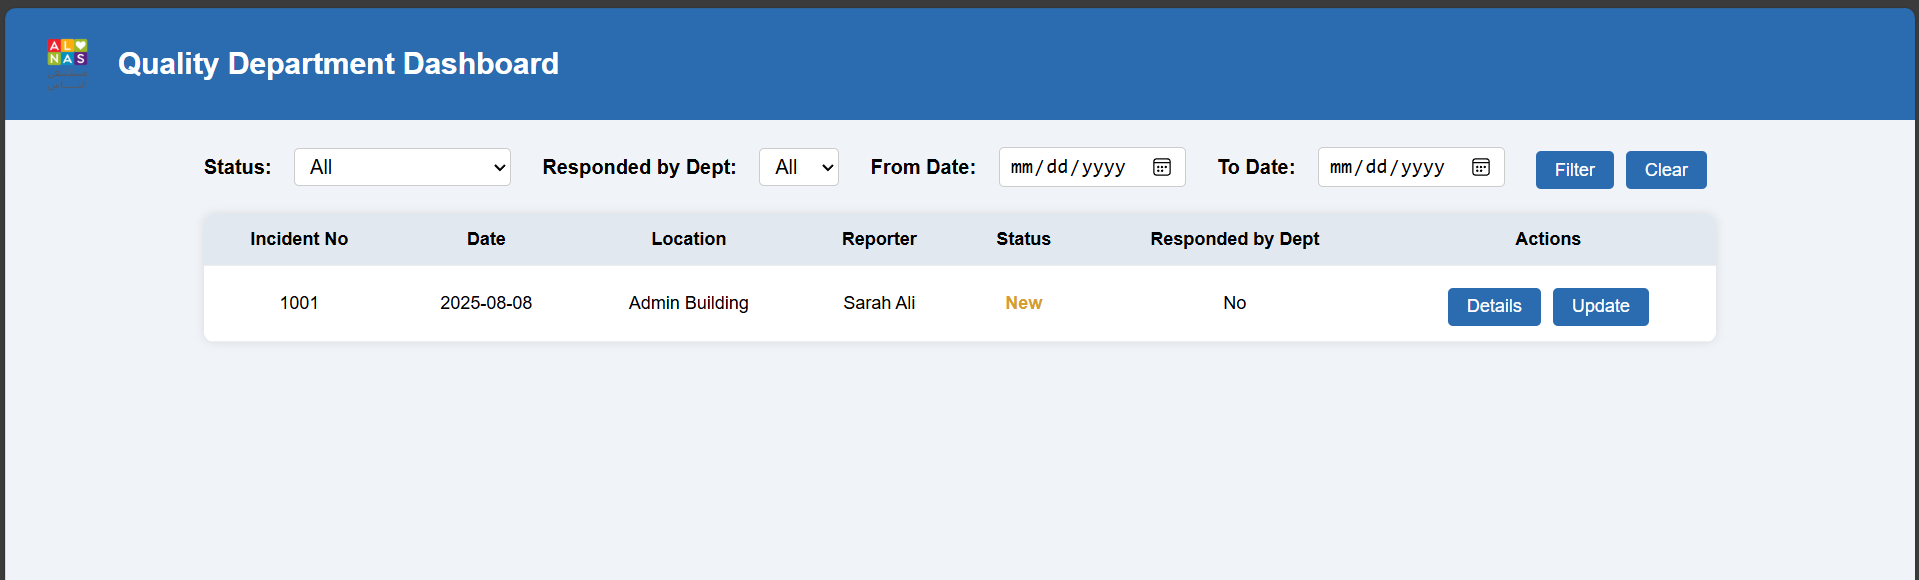 AL
NAS
Quality Department Dashboard
Status: All Responded by Dept: All From Date: mm/dd/yyyy To Date: mm/dd/yyyy Filter Clear
Incident No Date Location Reporter Status Responded by Dept Actions
1001 2025-08-08 Admin Building Sarah Ali New No Details Update